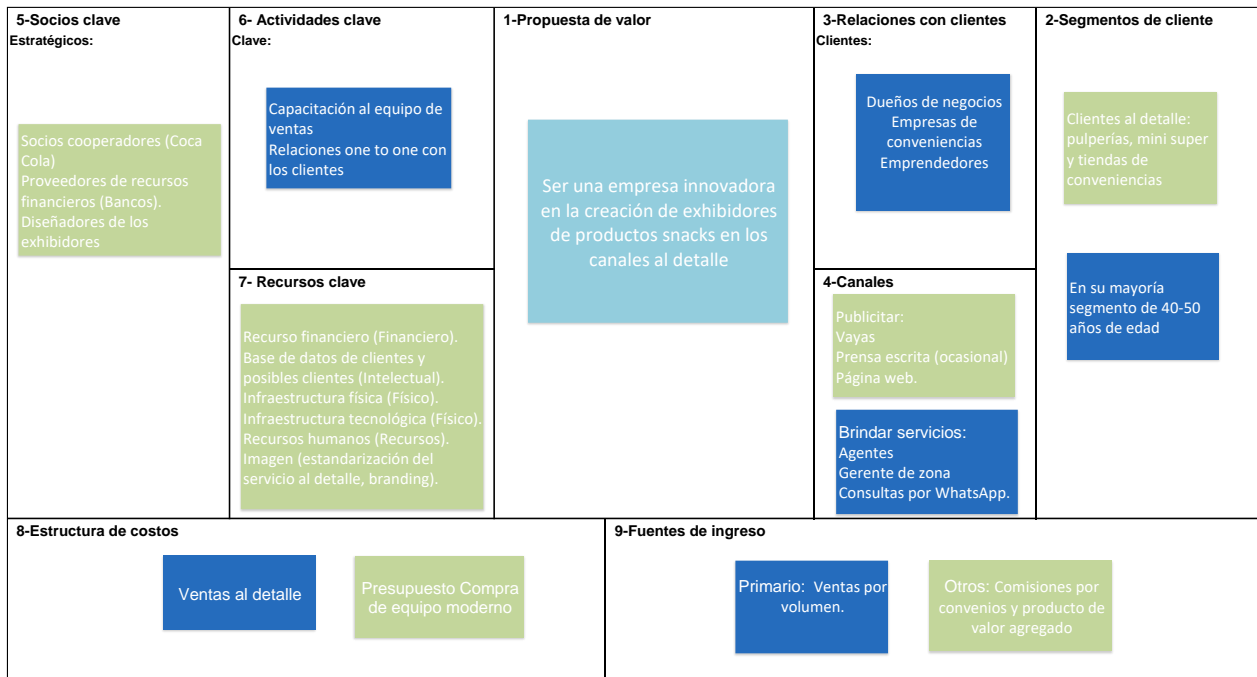 5-Socios clave
Estratégicos:
Socios cooperadores (Coca
Cola)
Proveedores de recursos
financieros (Bancos).
Diseñadores de los
exhibidores
6- Actividades clave
Clave:
Capacitación al equipo de
ventas
Relaciones one to one con
los clientes
7- Recursos clave
Recurso financiero (Financiero).
Base de datos de clientes y
posibles clientes (Intelectual).
Infraestructura física (Físico).
Infraestructura tecnológica (Físico).
Recursos humanos (Recursos).
Imagen (estandarización del
servicio al detalle, branding).
1-Propuesta de valor
Ser una empresa innovadora
en la creación de exhibidores
de productos snacks en los
canales al detalle
3-Relaciones con clientes
Clientes:
Dueños de negocios
Empresas de
conveniencias
Emprendedores
4-Canales
Publicitar:
Vayas
Prensa escrita (ocasional)
Página web.
Brindar servicios:
Agentes
Gerente de zona
Consultas por WhatsApp.
2-Segmentos de cliente
Clientes al detalle:
pulperías, mini super
y tiendas de
conveniencias
En su mayoría
segmento de 40-50
años de edad
8-Estructura de costos
Ventas al detalle
Presupuesto Compra
de equipo moderno
9-Fuentes de ingreso
Primario: Ventas por
volumen.
Otros: Comisiones por
convenios y producto de
valor agregado